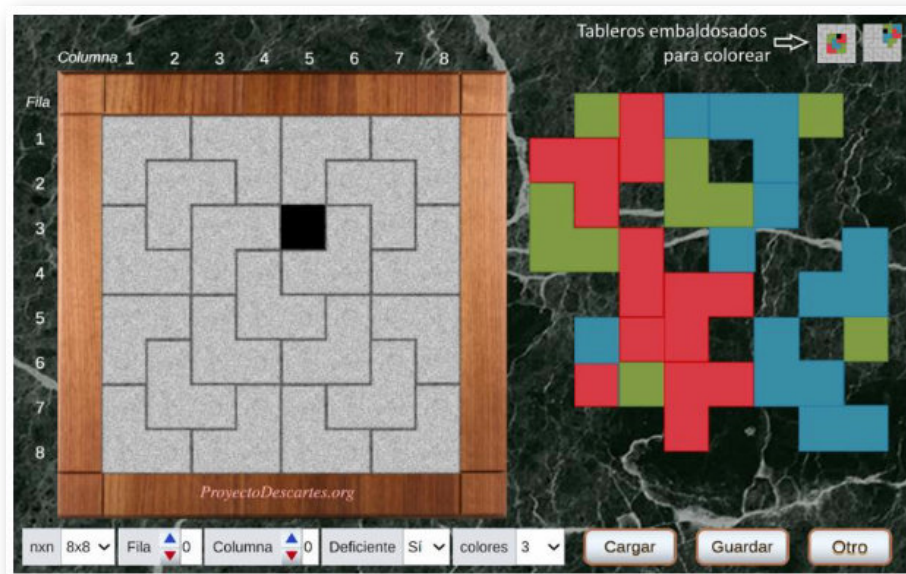 Tableros embaldosados
para colorear
Columna 1 2 3 4 5 6 7 8
Fila
1
2
3
4
5
6
7
8
ProyectoDescartes.org
nxn 8x8 Fila 0 Columna 0 Deficiente Sí colores 3 Cargar Guardar Otro